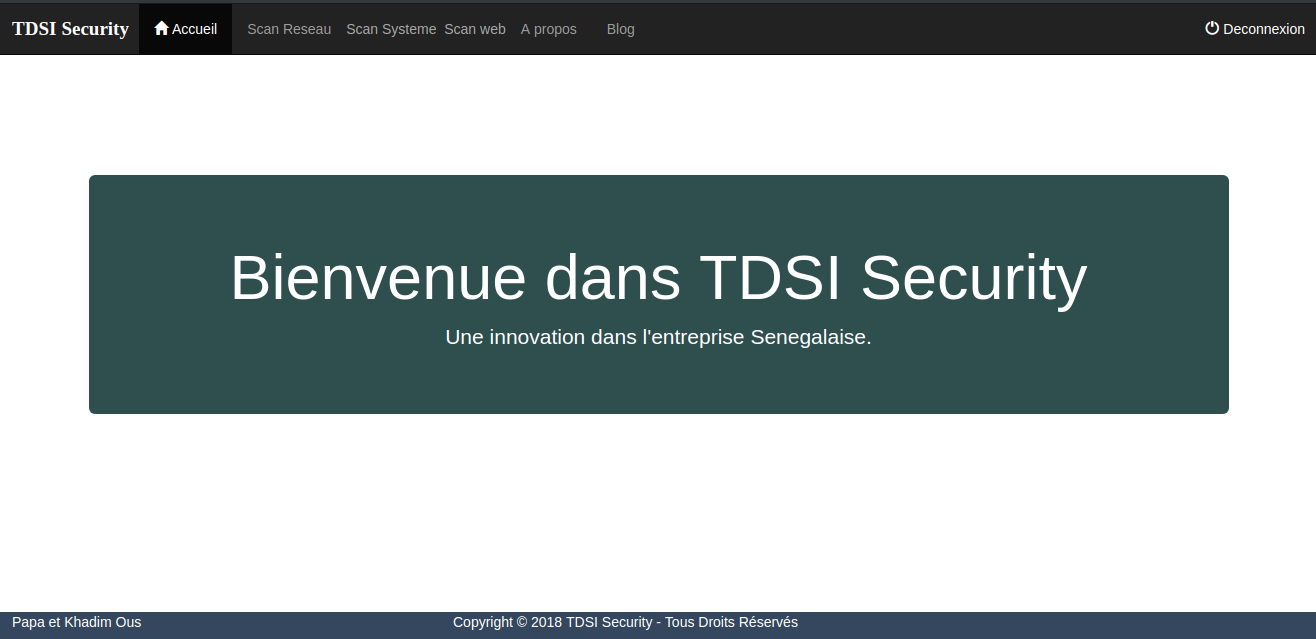 TDSI Security Accueil Scan Reseau Scan Systeme Scan web A propos Blog Deconnexion
Bienvenue dans TDSI Security
Une innovation dans l'entreprise Senegalaise.
Papa et Khadim Ous Copyright © 2018 TDSI Security - Tous Droits Réservés